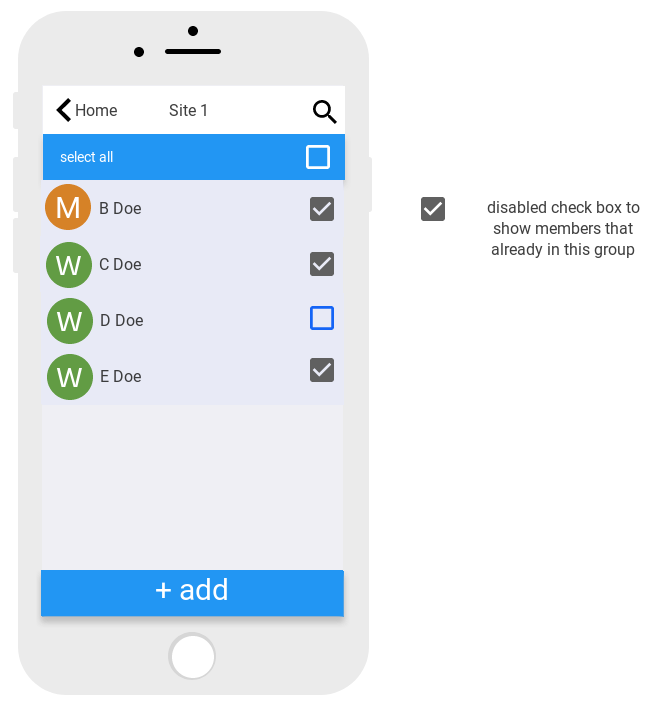 Home Site 1
select all
M B Doe
W C Doe
W D Doe
W E Doe
+ add
disabled check box to
show members that
already in this group